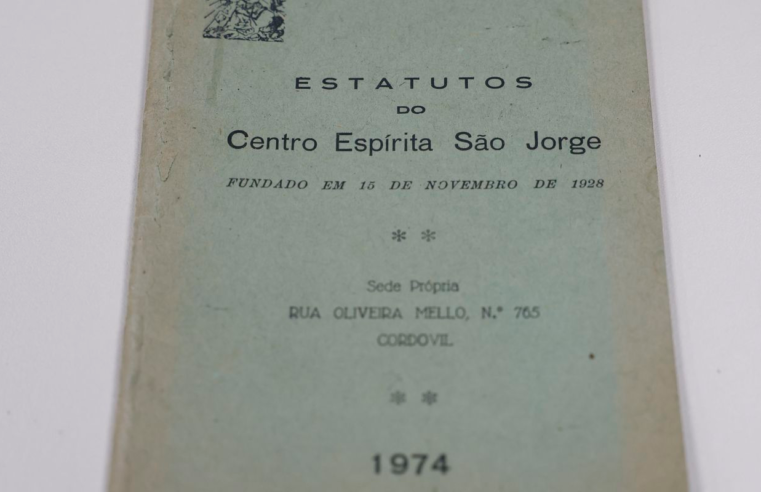 ESTATUTOS
DO
Centro Espírita São Jorge
FUNDADO EM 15 DE NOVEMBRO DE 1928
* *
Sede Própria
RUA OLIVEIRA MELLO, N.º 765
CORDOVIL
* *
1974